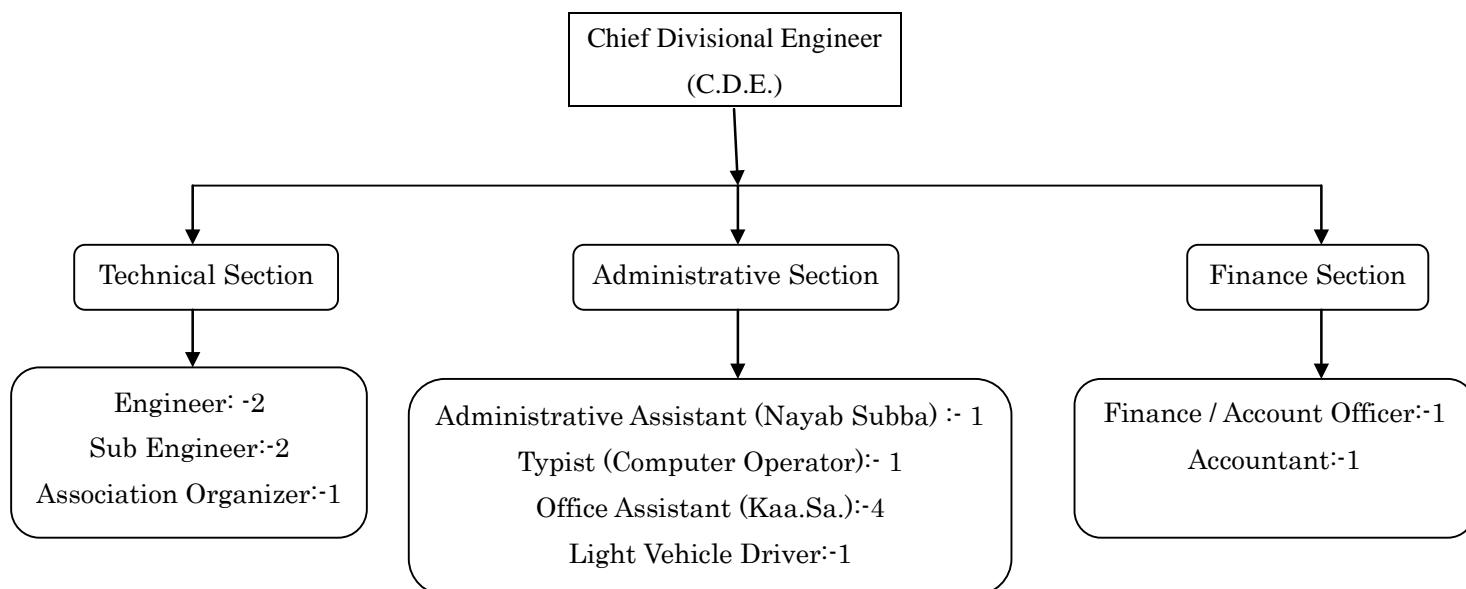 Chief Divisional Engineer
(C.D.E.)
Technical Section
Administrative Section
Finance Section
Engineer: -2
Sub Engineer:-2
Association Organizer:-1
Administrative Assistant (Nayab Subba) :- 1
Typist (Computer Operator):- 1
Office Assistant (Kaa.Sa.):-4
Light Vehicle Driver:-1
Finance / Account Officer:-1
Accountant:-1